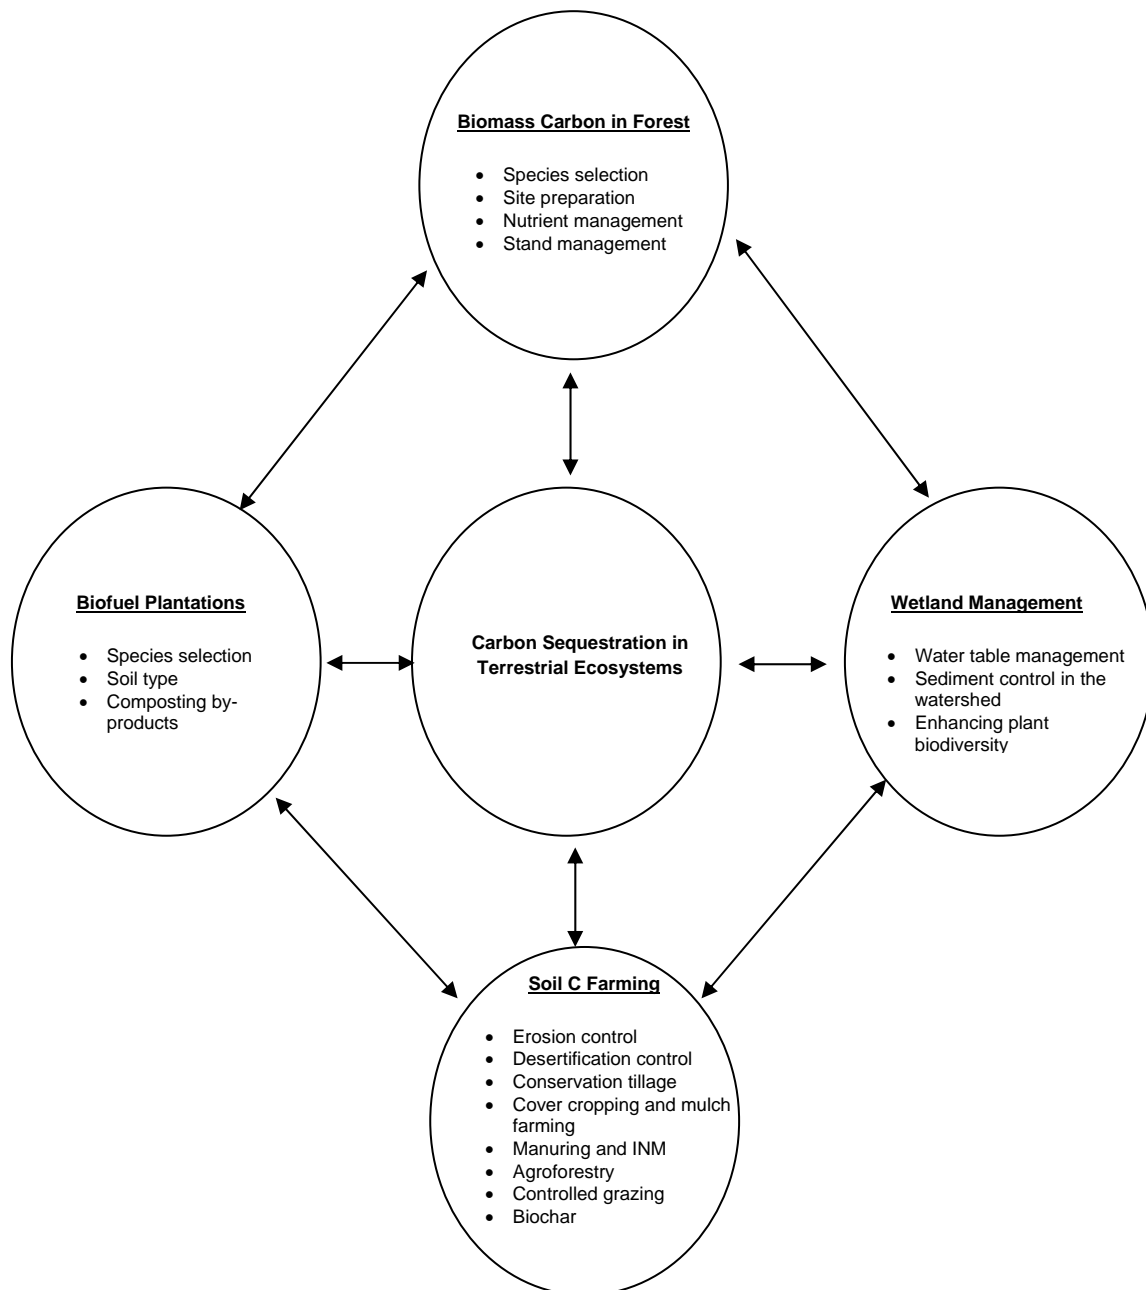 Biomass Carbon in Forest
• Species selection
• Site preparation
• Nutrient management
• Stand management
Biofuel Plantations
• Species selection
• Soil type
• Composting by-
products
Carbon Sequestration in
Terrestrial Ecosystems
Wetland Management
• Water table management
• Sediment control in the
watershed
• Enhancing plant
biodiversity
Soil C Farming
• Erosion control
• Desertification control
• Conservation tillage
• Cover cropping and mulch
farming
• Manuring and INM
• Agroforestry
• Controlled grazing
• Biochar